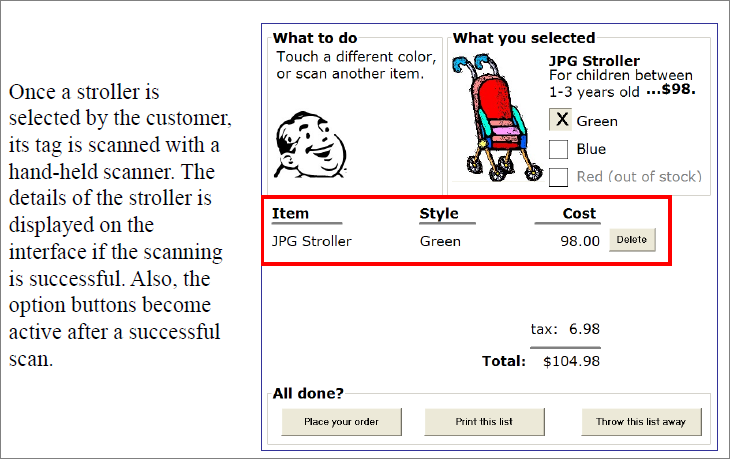 Once a stroller is
selected by the customer,
its tag is scanned with a
hand-held scanner. The
details of the stroller is
displayed on the
interface if the scanning
is successful. Also, the
option buttons become
active after a successful
scan.
What to do
Touch a different color,
or scan another item.
What you selected
JPG Stroller
For children between
1-3 years old ...$98.
X Green
Blue
Red (out of stock)
Item Style Cost
JPG Stroller Green 98.00 Delete
tax: 6.98
Total: $104.98
All done?
Place your order Print this list Throw this list away